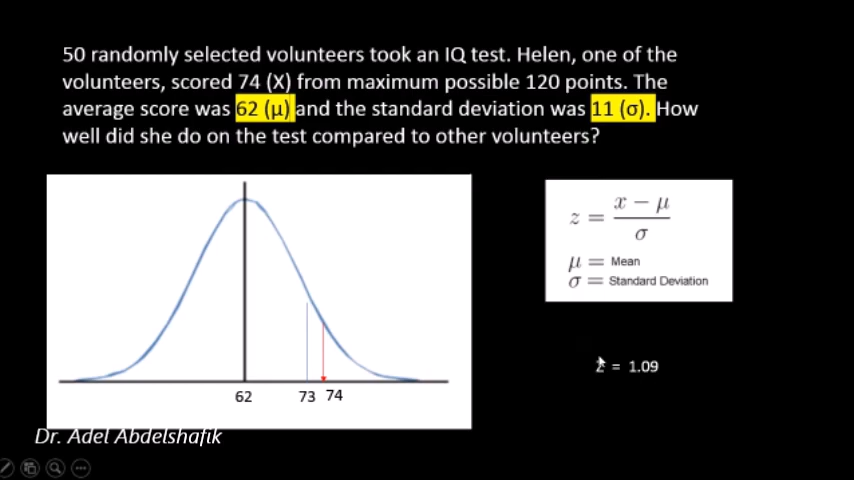 50 randomly selected volunteers took an IQ test. Helen, one of the
volunteers, scored 74 (X) from maximum possible 120 points. The
average score was 62 (μ) and the standard deviation was 11 (σ). How
well did she do on the test compared to other volunteers?
z = x − μ / σ
μ = Mean
σ = Standard Deviation
z = 1.09
62 73 74
Dr. Adel Abdelshafik